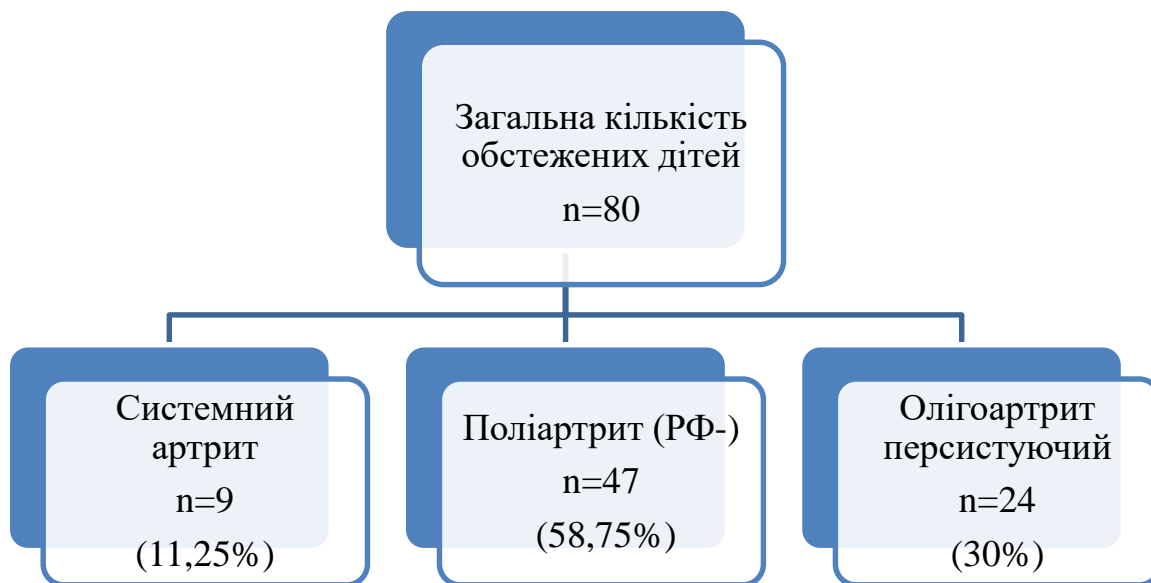 Загальна кількість
обстежених дітей
n=80
Системний
артрит
n=9
(11,25%)
Поліартрит (РФ-)
n=47
(58,75%)
Олігоартрит
персистуючий
n=24
(30%)